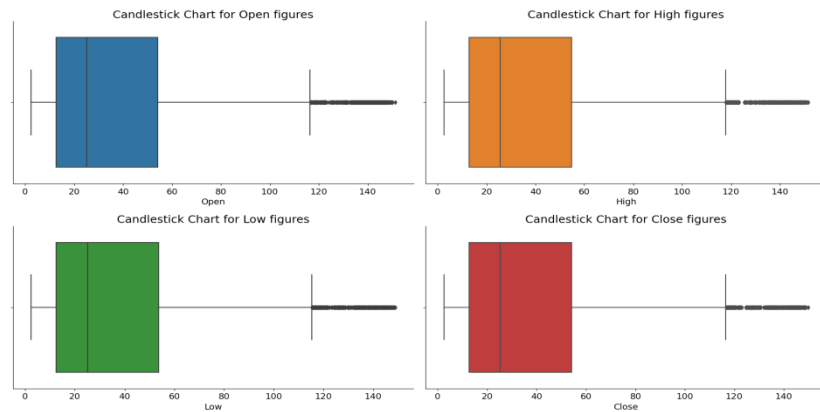 Candlestick Chart for Open figures
0 20 40 60 80 100 120 140
Open
Candlestick Chart for High figures
0 20 40 60 80 100 120 140
High
Candlestick Chart for Low figures
0 20 40 60 80 100 120 140
Low
Candlestick Chart for Close figures
0 20 40 60 80 100 120 140
Close